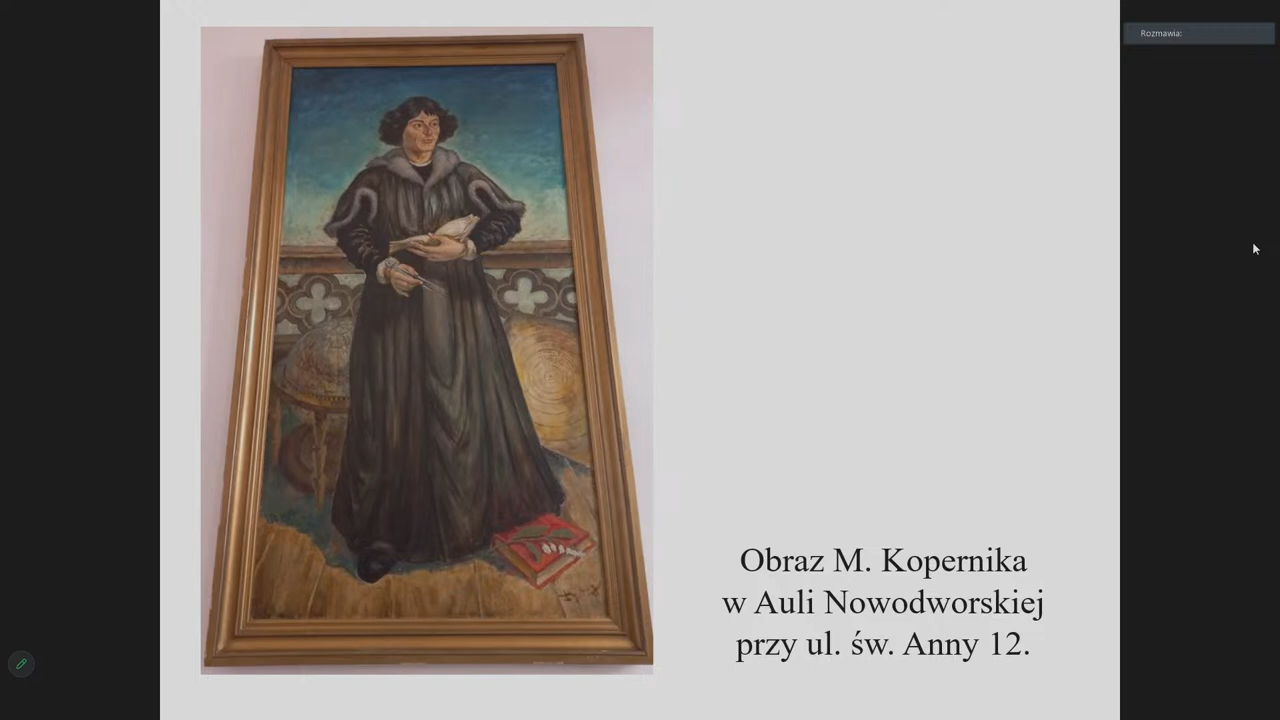 Rozmawia:
Obraz M. Kopernika
w Auli Nowodworskiej
przy ul. św. Anny 12.